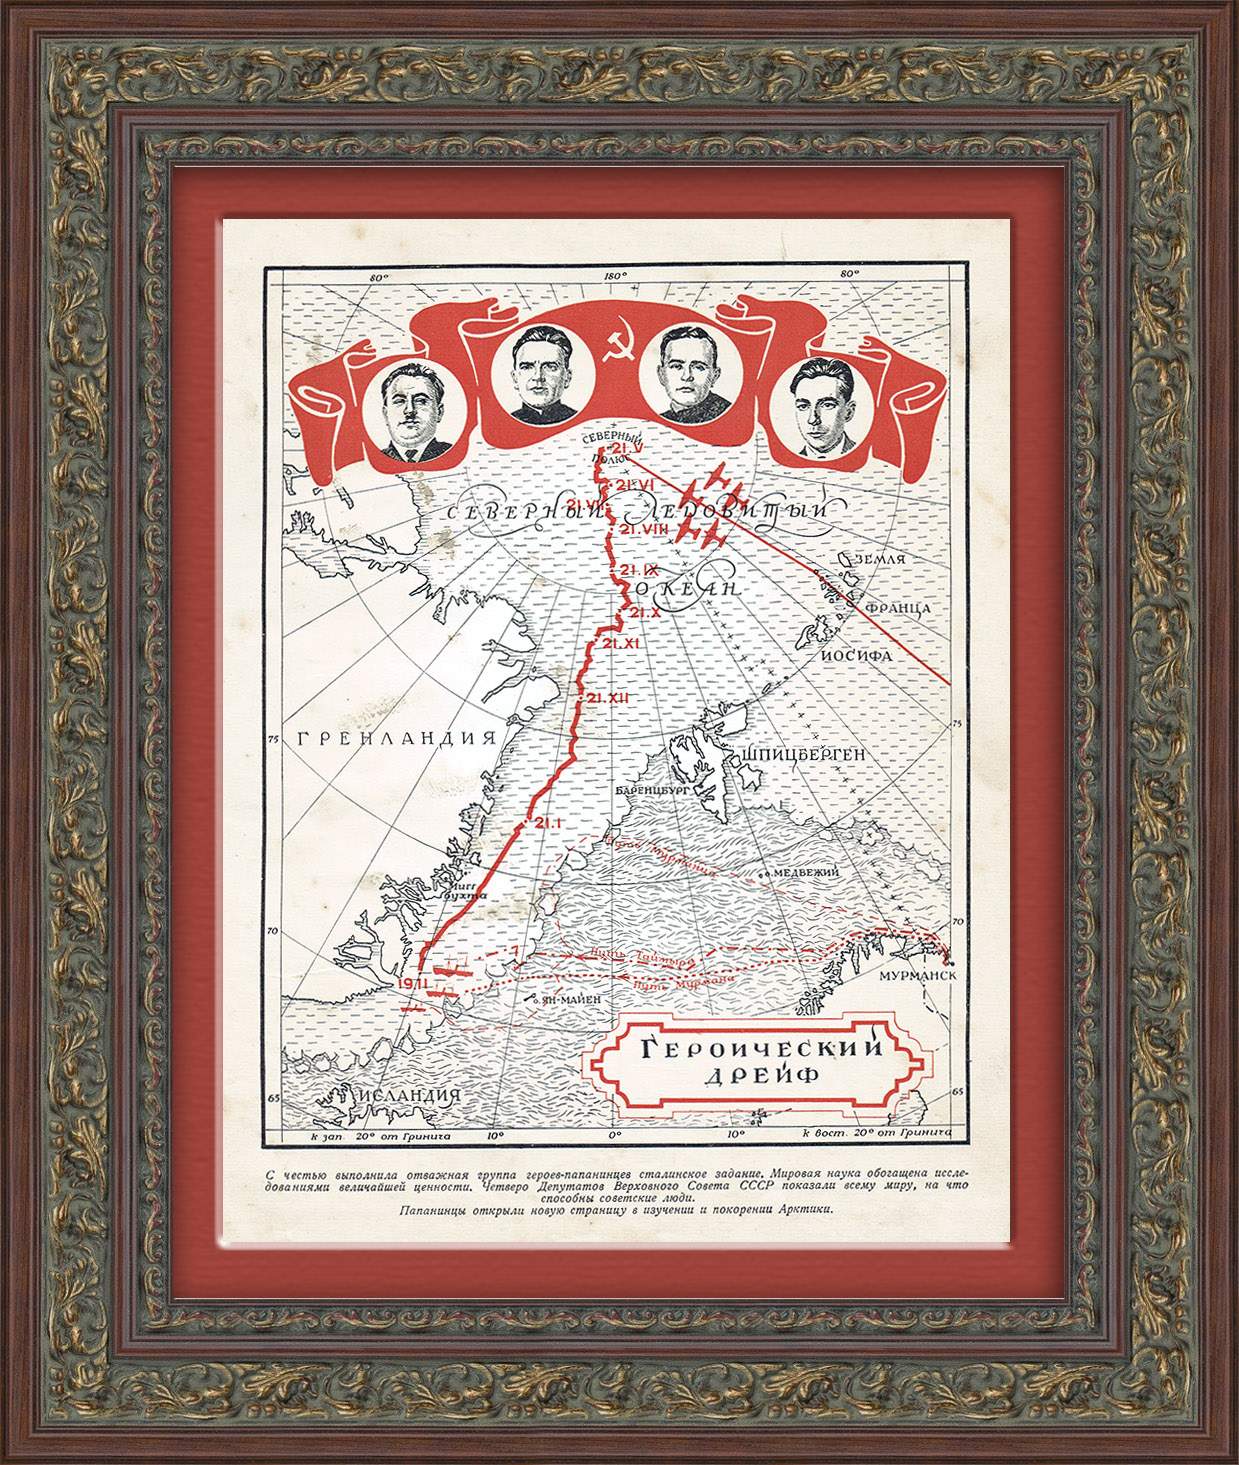 80°
180°
80°
СЕВЕРНЫЙ
ПОЛЮС
21.V
21.VI
21.VII
СЕВЕРНЫЙ ЛЕДОВИТЫЙ
21.VIII
ЗЕМЛЯ
21.IX
ОКЕАН
ФРАНЦА
21.X
21.XI
ИОСИФА
21.XII
75
75
ГРЕНЛАНДИЯ
ШПИЦБЕРГЕН
БАРЕНЦБУРГ
21.I
Путь Мурманца
МЕДВЕЖИЙ
бухта
70
70
Путь Таймыра
МУРМАНСК
Путь Мурмана
19.II
ЯН-МАЙЕН
ГЕРОИЧЕСКИЙ
ДРЕЙФ
ИСЛАНДИЯ
65
65
к зап. 20° от Гринича
10°
0°
10°
к вост. 20° от Гринича
С честью выполнила отважная группа героев-папанинцев сталинское задание. Мировая наука обогащена иссле-
дованиями величайшей ценности. Четверо Депутатов Верховного Совета СССР показали всему миру, на что
способны советские люди.
Папанинцы открыли новую страницу в изучении и покорении Арктики.